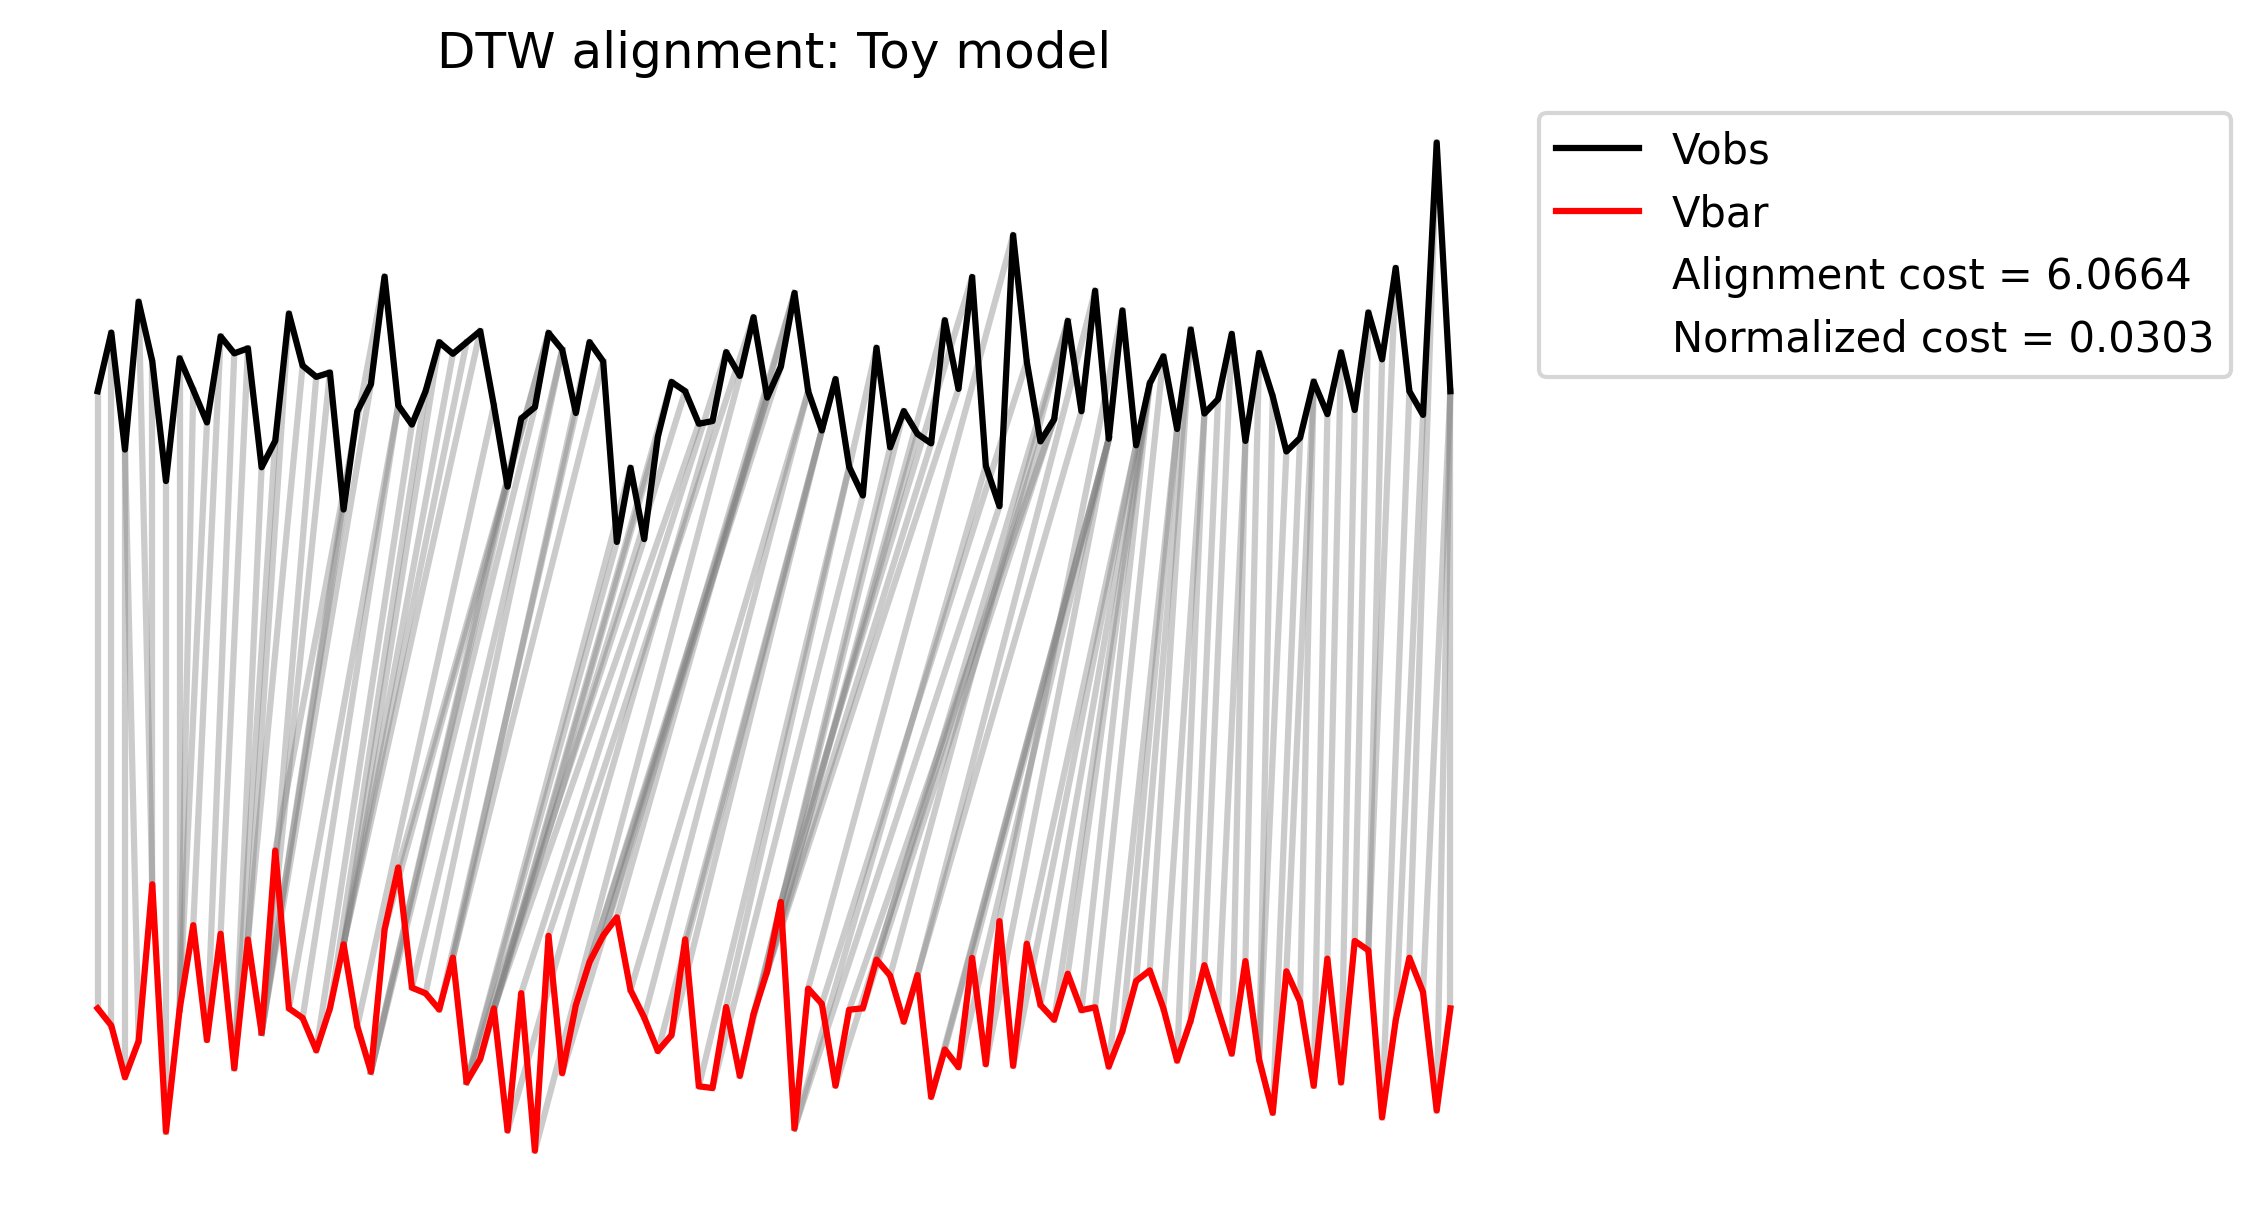 DTW alignment: Toy model
Vobs
Vbar
Alignment cost = 6.0664
Normalized cost = 0.0303